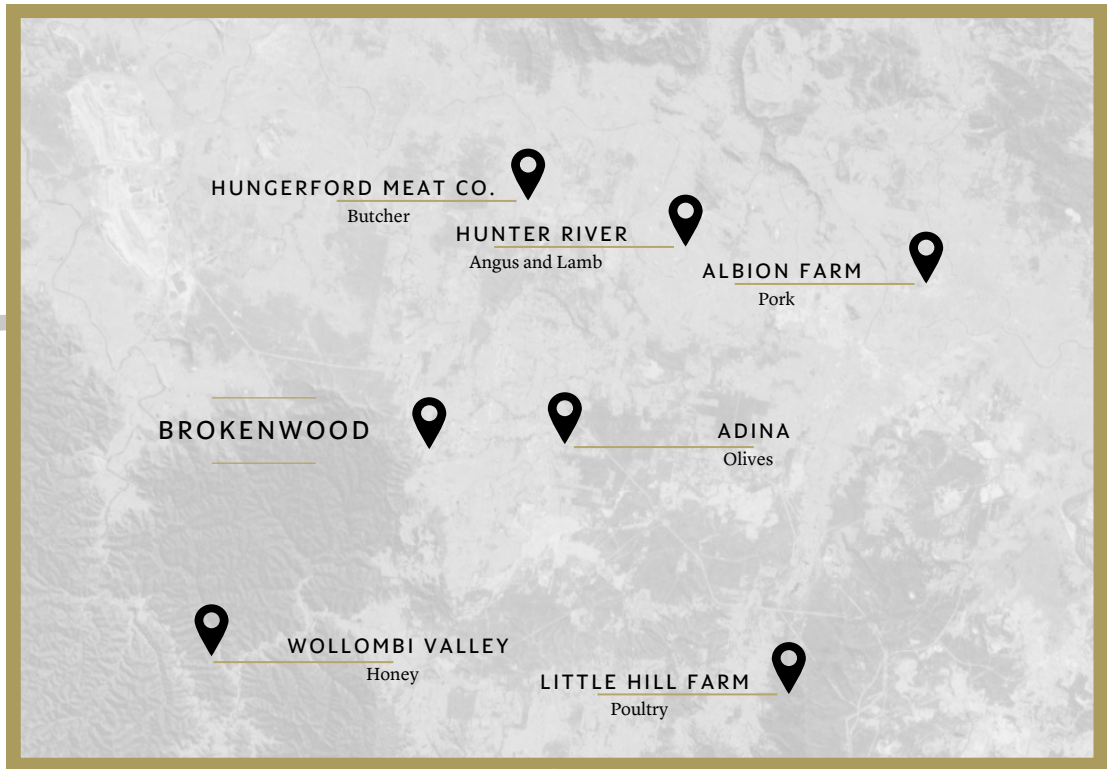 HUNGERFORD MEAT CO.
Butcher
HUNTER RIVER
Angus and Lamb
ALBION FARM
Pork
BROKENWOOD
ADINA
Olives
WOLLOMBI VALLEY
Honey
LITTLE HILL FARM
Poultry